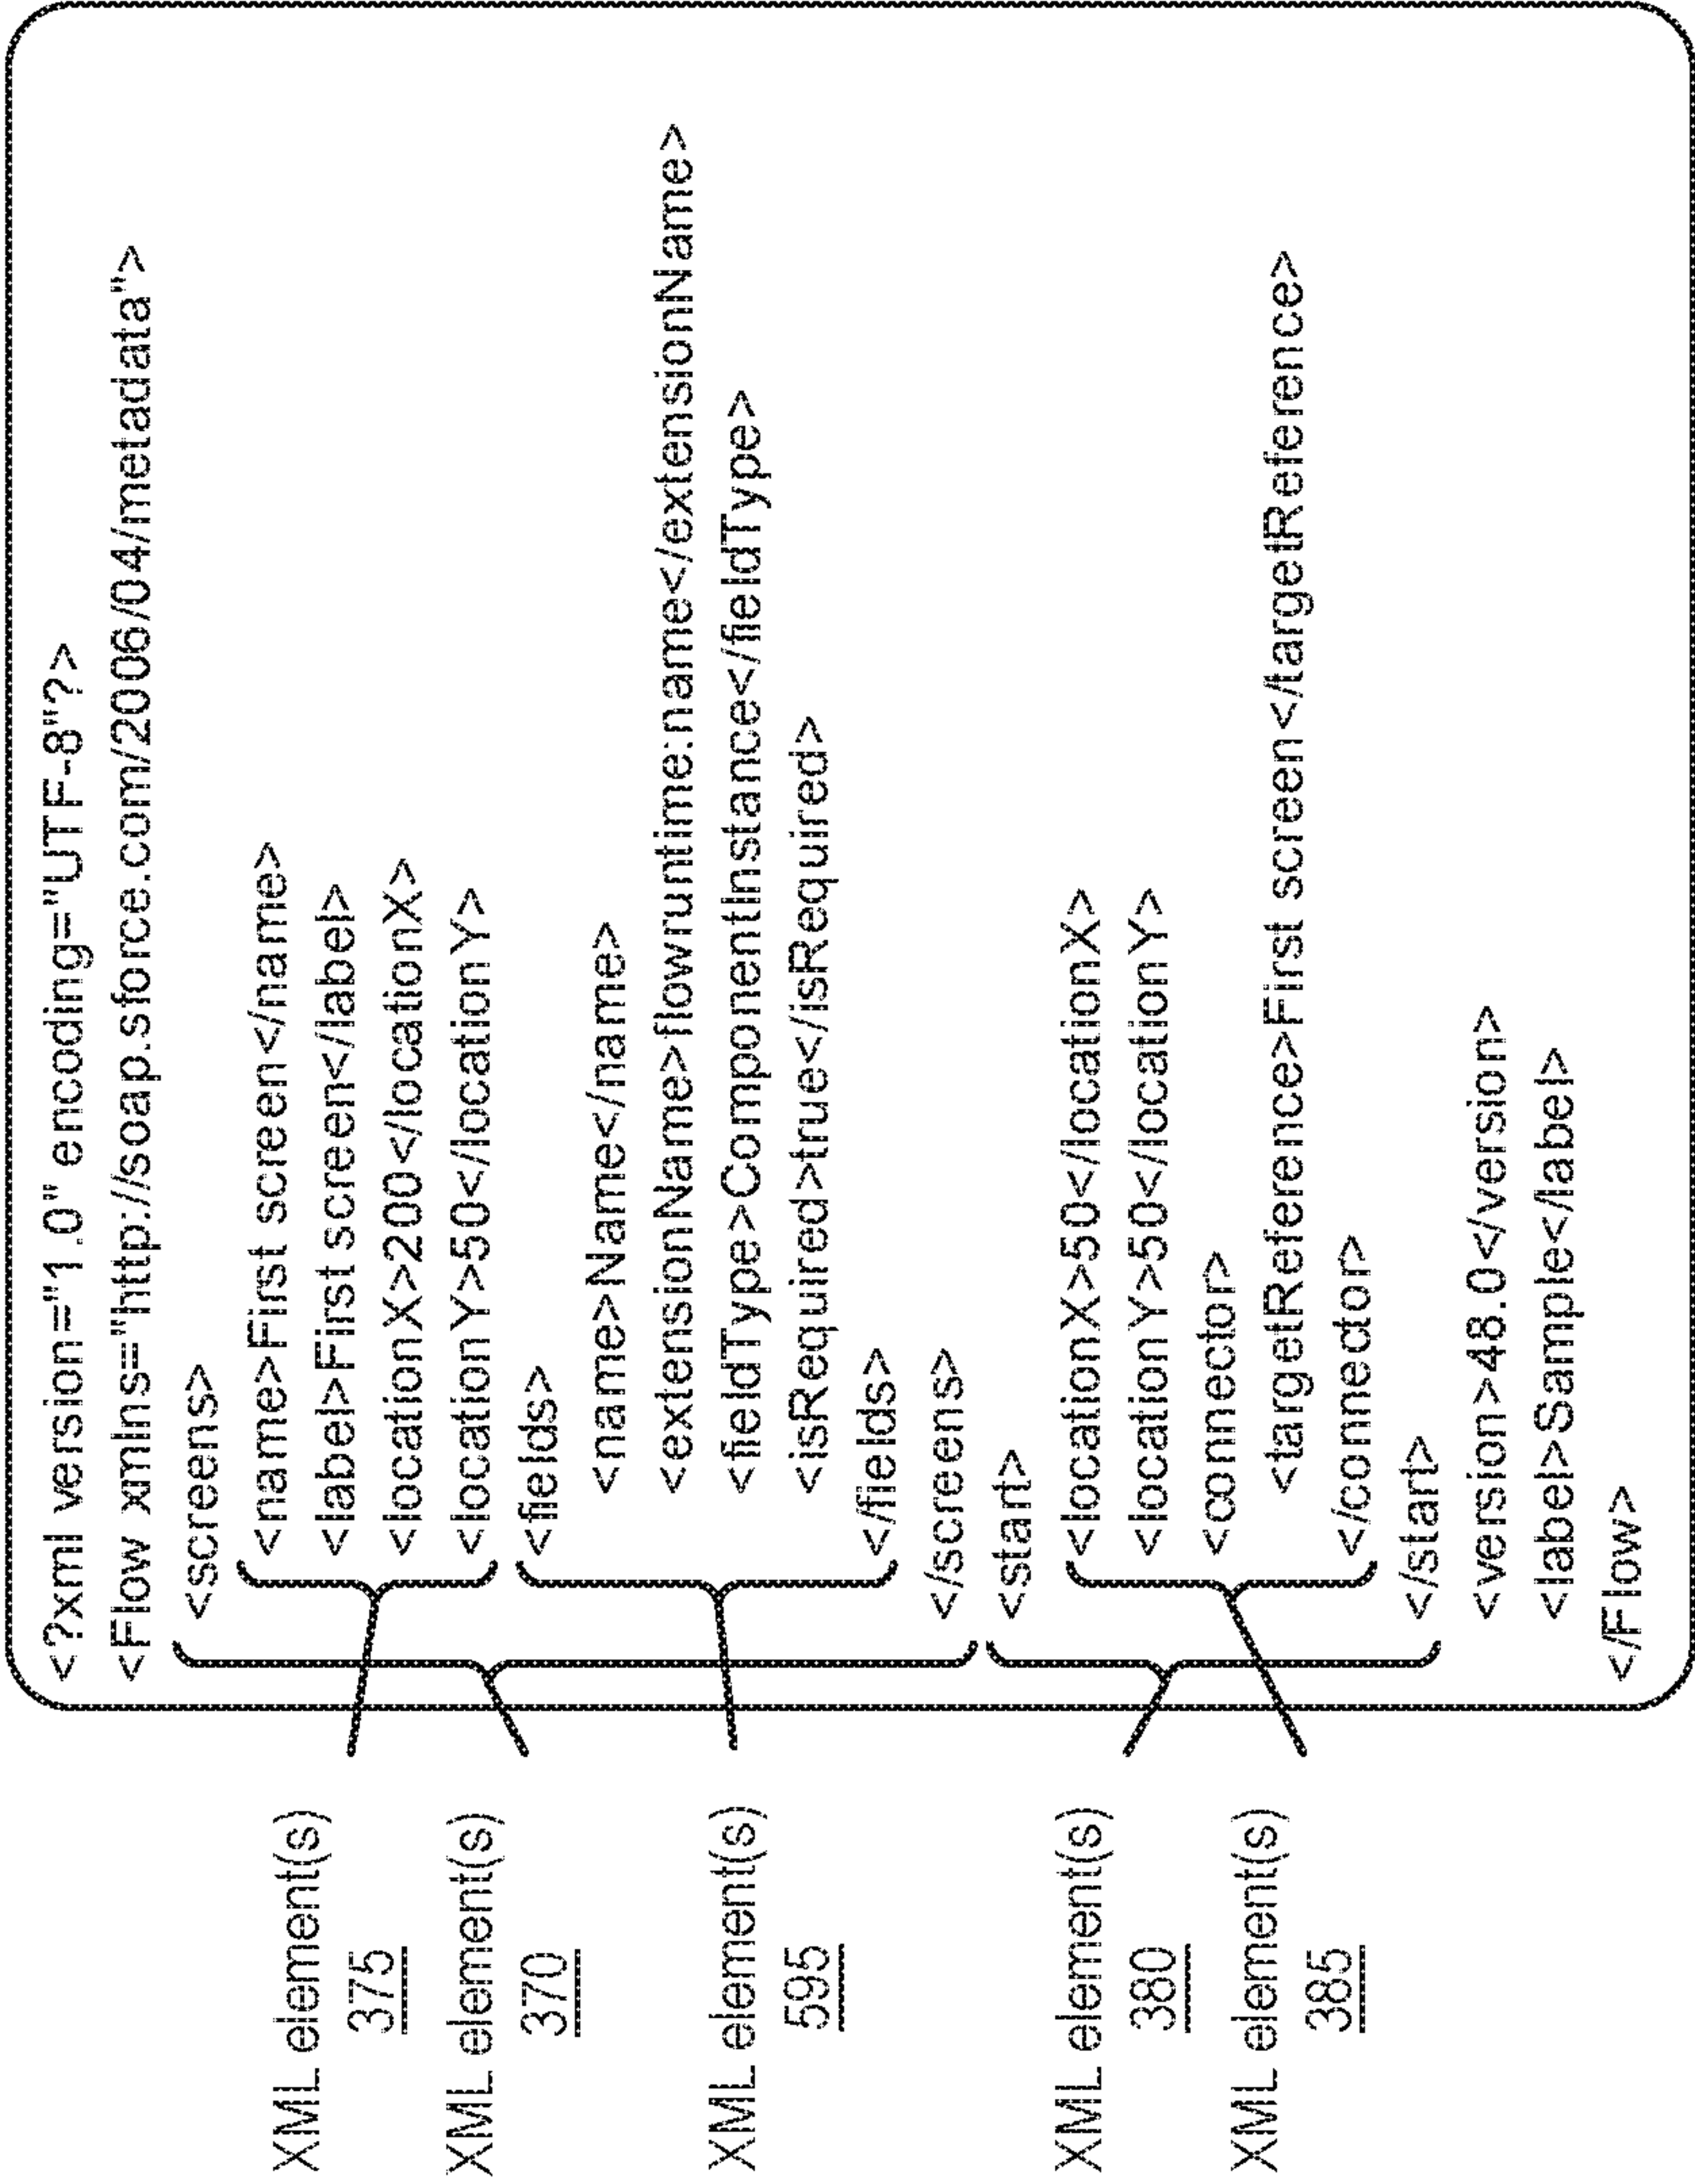 <?xml version="1.0" encoding="UTF-8"?>
<Flow xmlns="http://soap.sforce.com/2006/04/metadata">
<screens>
<name>First screen</name>
<label>First screen</label>
<locationX>200</locationX>
<locationY>50</locationY>
<fields>
<name>Name</name>
<extensionName>flowruntime:name</extensionName>
<fieldType>ComponentInstance</fieldType>
<isRequired>true</isRequired>
</fields>
</screens>
<start>
<locationX>50</locationX>
<locationY>50</locationY>
<connector>
<targetReference>First screen</targetReference>
</connector>
</start>
<version>48.0</version>
<label>Sample</label>
</Flow>
XML element(s)
375
XML element(s)
370
XML element(s)
595
XML element(s)
380
XML element(s)
385